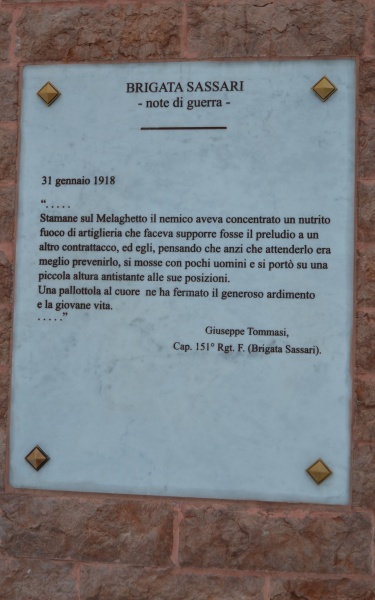 BRIGATA SASSARI
- note di guerra -
31 gennaio 1918
“.....
Stamane sul Melaghetto il nemico aveva concentrato un nutrito
fuoco di artiglieria che faceva supporre fosse il preludio a un
altro contrattacco, ed egli, pensando che anzi che attenderlo era
meglio prevenirlo, si mosse con pochi uomini e si portò su una
piccola altura antistante alle sue posizioni.
Una pallottola al cuore ne ha fermato il generoso ardimento
e la giovane vita.
.....”
Giuseppe Tommasi,
Cap. 151° Rgt. F. (Brigata Sassari).